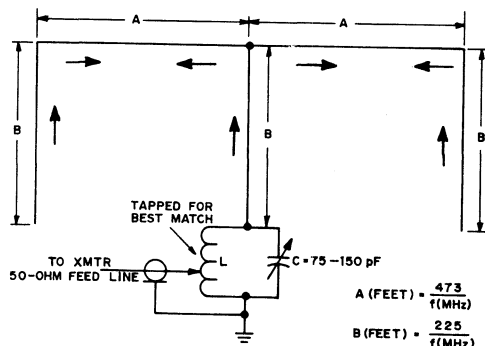 A A
B B B
TAPPED FOR
BEST MATCH
TO XMTR
50-OHM FEED LINE
L
C = 75-150 pF
A (FEET) = 473
f(MHz)
B (FEET) = 225
f(MHz)